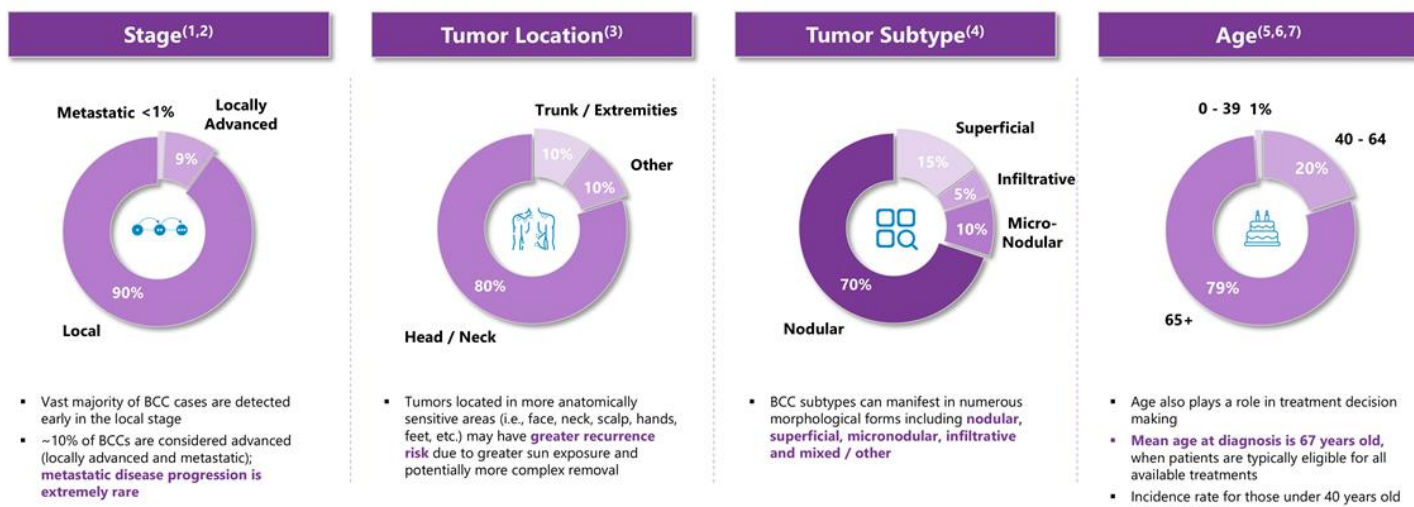 Stage(1,2)
Metastatic <1%
Locally
Advanced
9%
90%
Local
▪ Vast majority of BCC cases are detected
early in the local stage
▪ ~10% of BCCs are considered advanced
(locally advanced and metastatic);
metastatic disease progression is
extremely rare
Tumor Location(3)
Trunk / Extremities
10%
Other
10%
80%
Head / Neck
▪ Tumors located in more anatomically
sensitive areas (i.e., face, neck, scalp, hands,
feet, etc.) may have greater recurrence
risk due to greater sun exposure and
potentially more complex removal
Tumor Subtype(4)
Superficial
15%
Infiltrative
5%
Micro-
Nodular
10%
70%
Nodular
▪ BCC subtypes can manifest in numerous
morphological forms including nodular,
superficial, micronodular, infiltrative
and mixed / other
Age(5,6,7)
0 - 39 1%
40 - 64
20%
79%
65+
▪ Age also plays a role in treatment decision
making
▪ Mean age at diagnosis is 67 years old,
when patients are typically eligible for all
available treatments
▪ Incidence rate for those under 40 years old